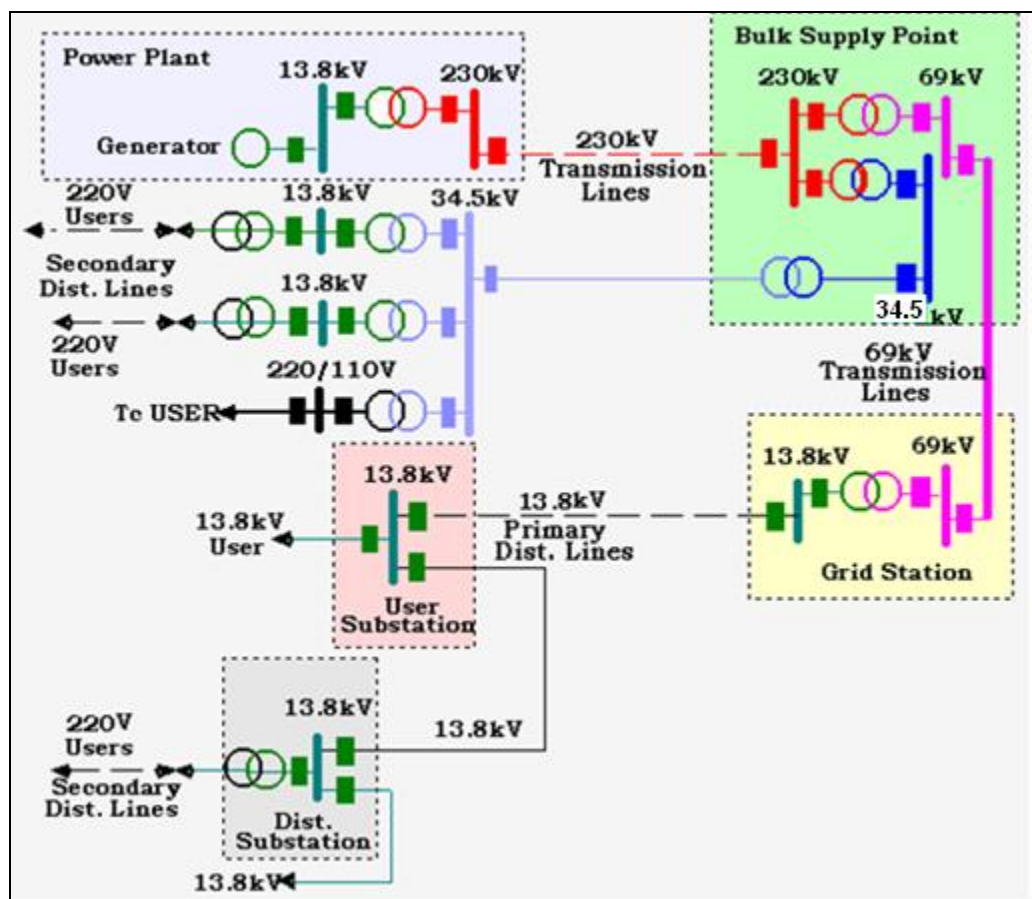 Power Plant
13.8kV
230kV
Generator
Bulk Supply Point
230kV
69kV
230kV
Transmission
Lines
220V
Users
13.8kV
34.5kV
Secondary
Dist. Lines
13.8kV
220V
Users
34.5
kV
69kV
Transmission
Lines
220/110V
To USER
13.8kV
13.8kV
User
User
Substation
13.8kV
Primary
Dist. Lines
13.8kV
69kV
Grid Station
13.8kV
13.8kV
220V
Users
Secondary
Dist. Lines
Dist.
Substation
13.8kV